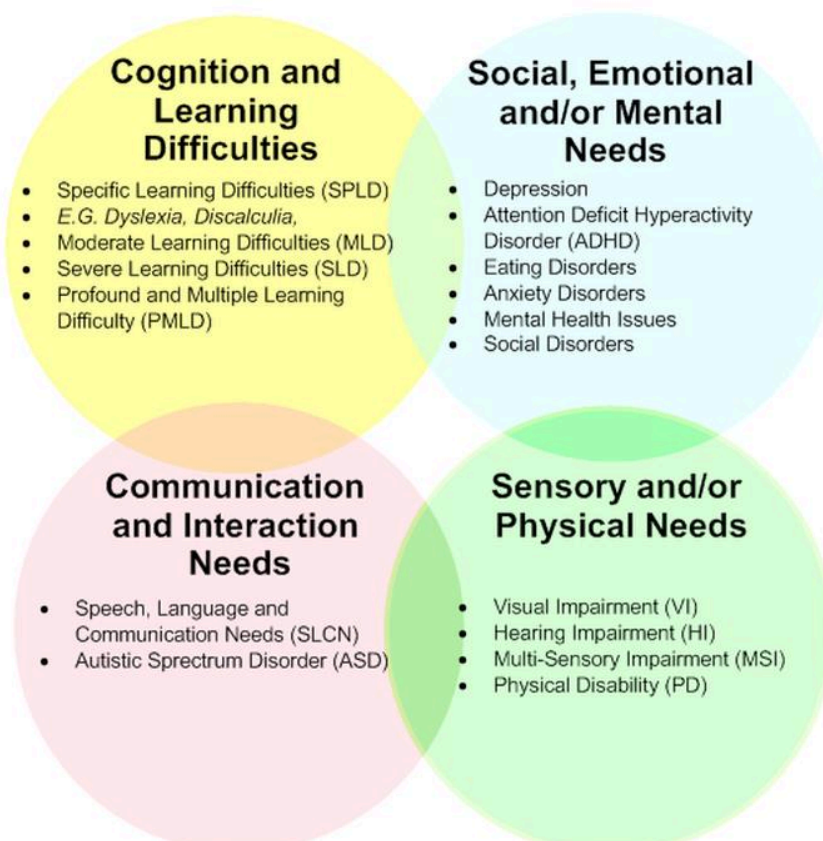 Cognition and
Learning
Difficulties
• Specific Learning Difficulties (SPLD)
• E.G. Dyslexia, Discalculia,
• Moderate Learning Difficulties (MLD)
• Severe Learning Difficulties (SLD)
• Profound and Multiple Learning
Difficulty (PMLD)
Social, Emotional
and/or Mental
Needs
• Depression
• Attention Deficit Hyperactivity
Disorder (ADHD)
• Eating Disorders
• Anxiety Disorders
• Mental Health Issues
• Social Disorders
Communication
and Interaction
Needs
• Speech, Language and
Communication Needs (SLCN)
• Autistic Sprectrum Disorder (ASD)
Sensory and/or
Physical Needs
• Visual Impairment (VI)
• Hearing Impairment (HI)
• Multi-Sensory Impairment (MSI)
• Physical Disability (PD)